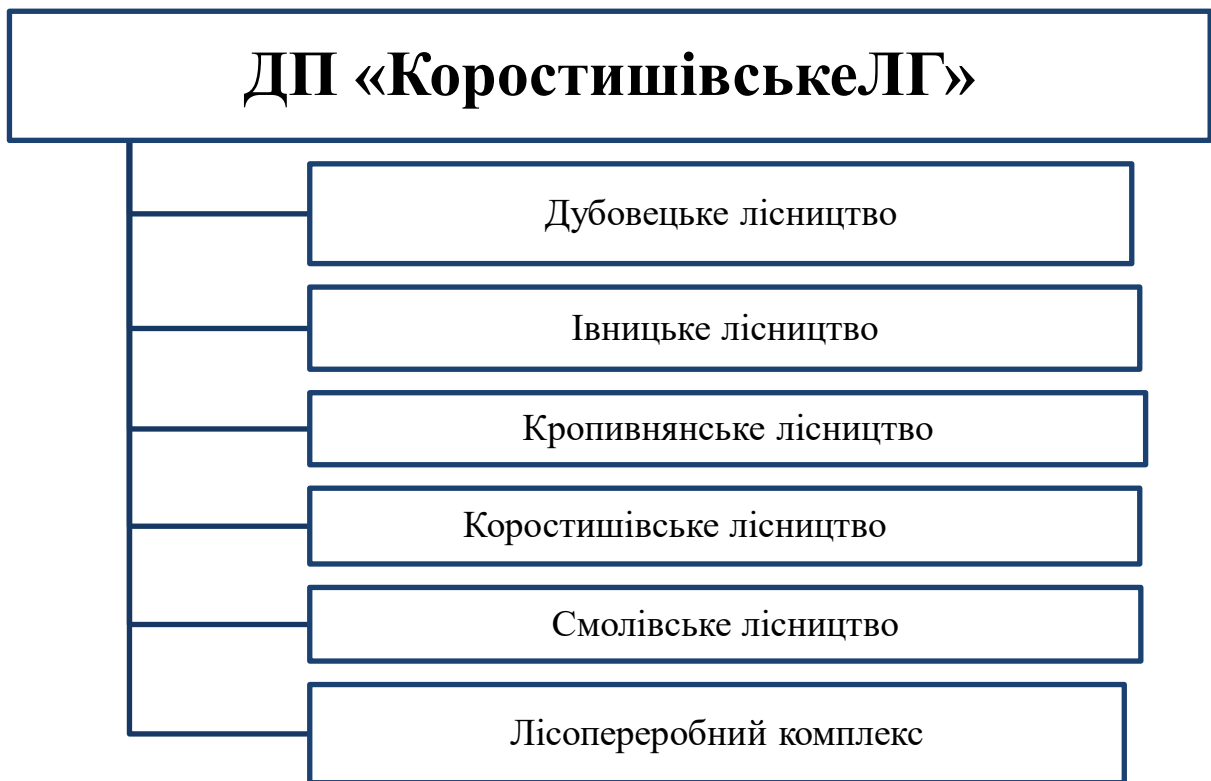 ДП «КоростишівськеЛГ»
Дубовецьке лісництво
Івницьке лісництво
Кропивнянське лісництво
Коростишівське лісництво
Смолівське лісництво
Лісопереробний комплекс